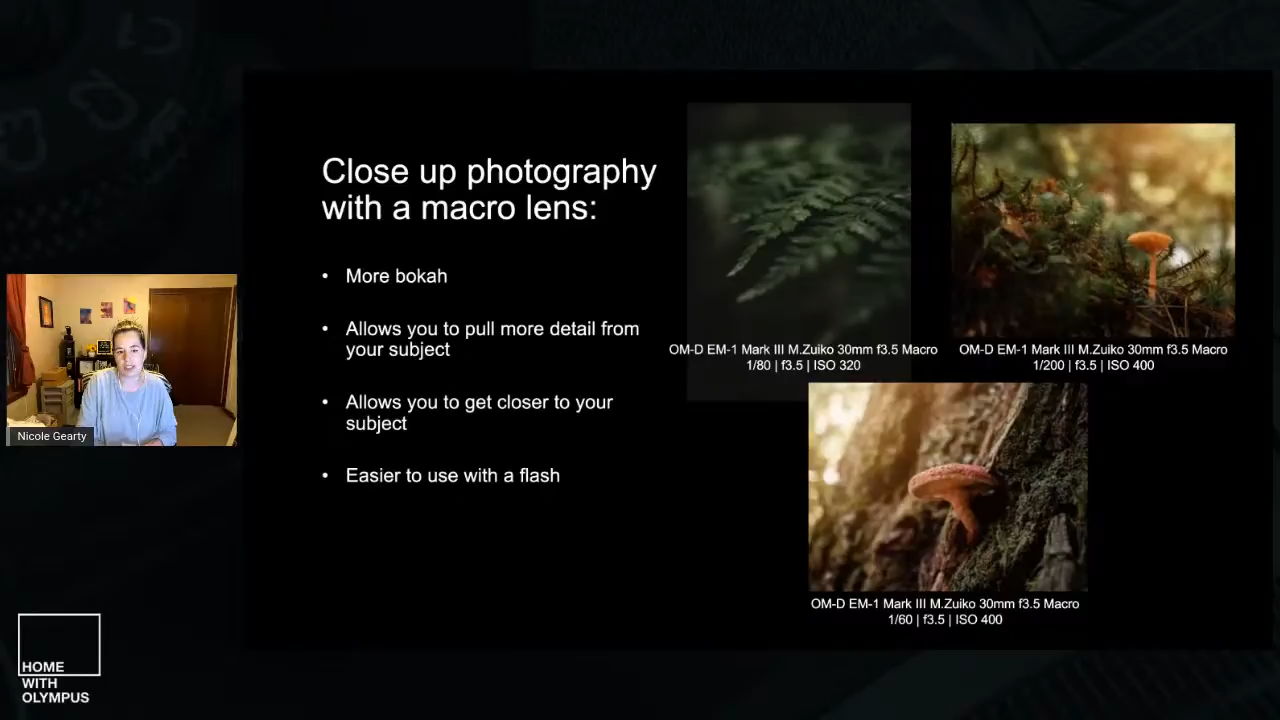 Close up photography
with a macro lens:
• More bokah
• Allows you to pull more detail from
your subject
• Allows you to get closer to your
subject
• Easier to use with a flash
OM-D EM-1 Mark III M.Zuiko 30mm f3.5 Macro
1/80 | f3.5 | ISO 320
OM-D EM-1 Mark III M.Zuiko 30mm f3.5 Macro
1/200 | f3.5 | ISO 400
OM-D EM-1 Mark III M.Zuiko 30mm f3.5 Macro
1/60 | f3.5 | ISO 400
Nicole Gearty
HOME
WITH
OLYMPUS